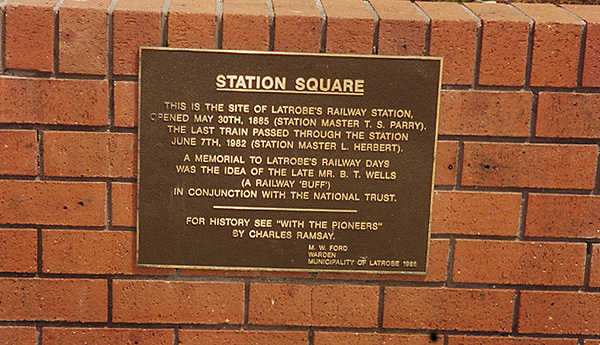 STATION SQUARE
THIS IS THE SITE OF LATROBE'S RAILWAY STATION,
OPENED MAY 30TH, 1885 (STATION MASTER T. S. PARRY).
THE LAST TRAIN PASSED THROUGH THE STATION
JUNE 7TH, 1982 (STATION MASTER L. HERBERT).
A MEMORIAL TO LATROBE'S RAILWAY DAYS
WAS THE IDEA OF THE LATE MR. B. T. WELLS
(A RAILWAY 'BUFF')
IN CONJUNCTION WITH THE NATIONAL TRUST.
FOR HISTORY SEE "WITH THE PIONEERS"
BY CHARLES RAMSAY.
M. W. FORD
WARDEN
MUNICIPALITY OF LATROBE